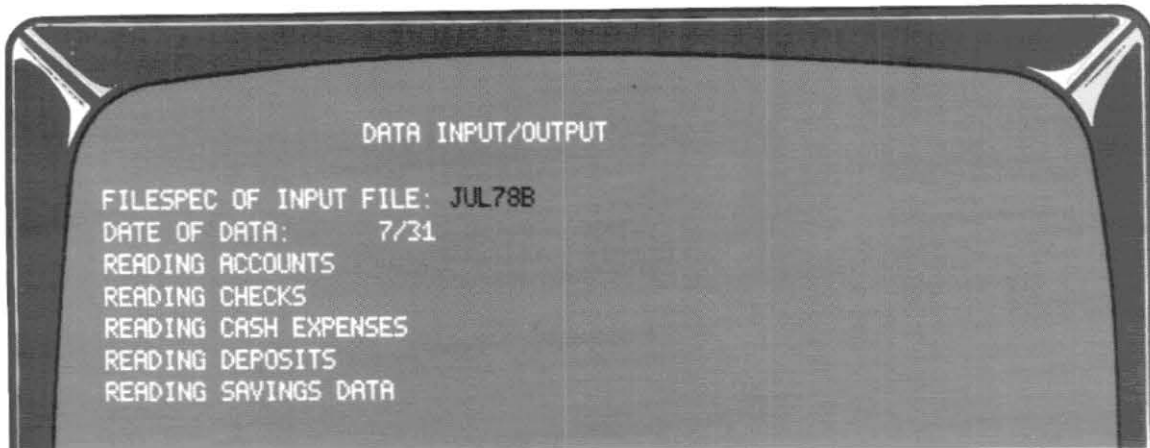 DATA INPUT/OUTPUT
FILESPEC OF INPUT FILE: JUL78B
DATE OF DATA: 7/31
READING ACCOUNTS
READING CHECKS
READING CASH EXPENSES
READING DEPOSITS
READING SAVINGS DATA